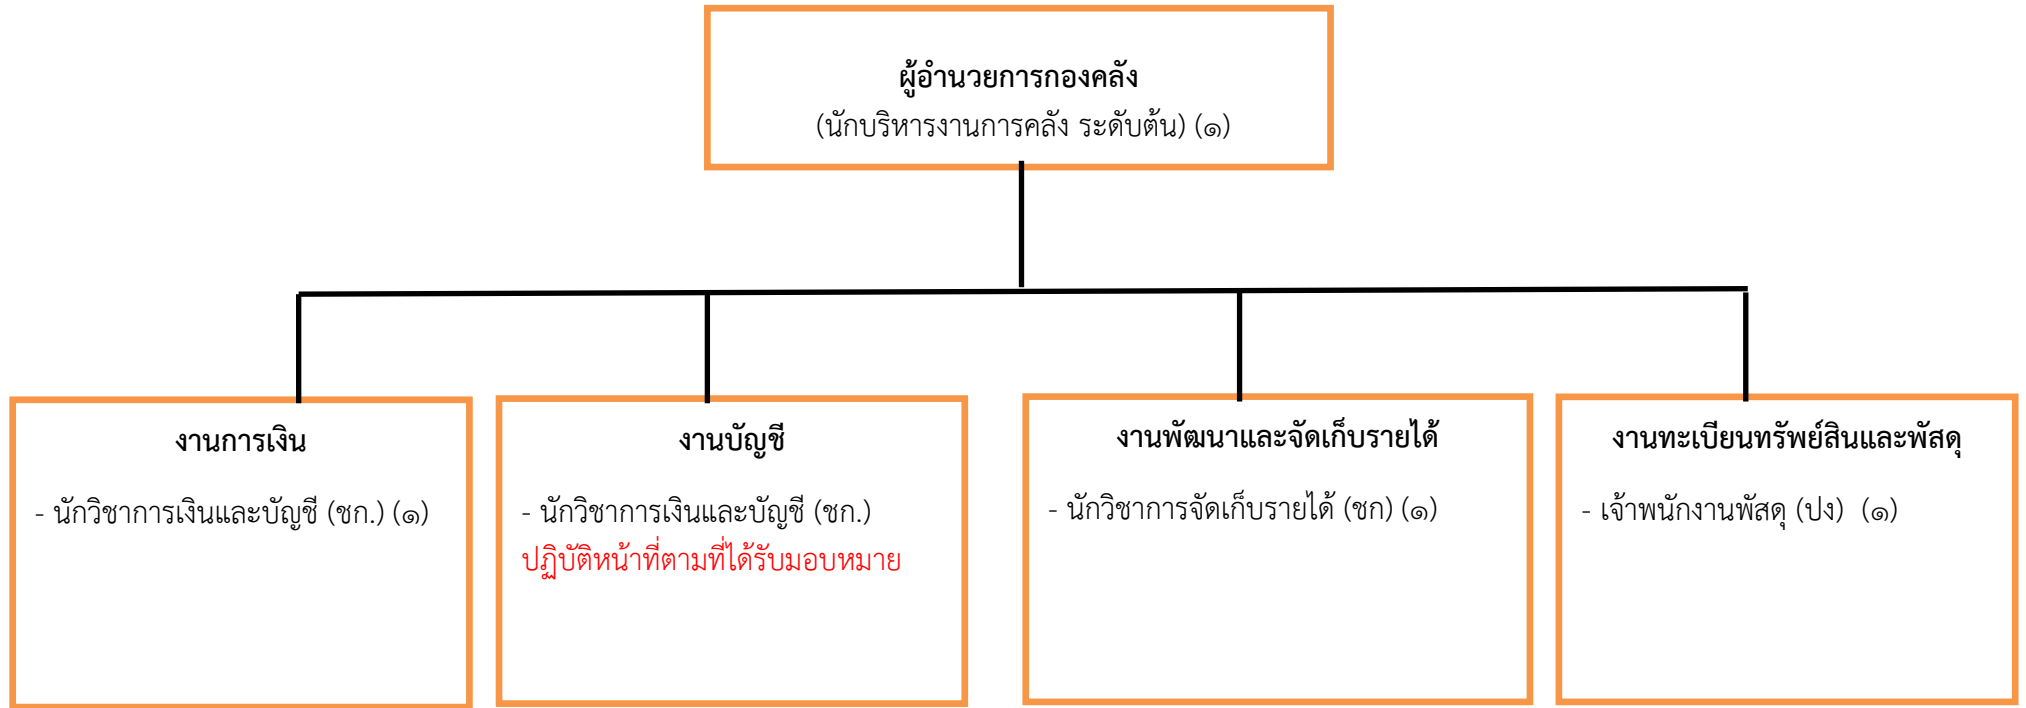 ผู้อำนวยการกองคลัง
(นักบริหารงานการคลัง ระดับต้น) (๑)
งานการเงิน
- นักวิชาการเงินและบัญชี (ชก.) (๑)
งานบัญชี
- นักวิชาการเงินและบัญชี (ชก.)
ปฏิบัติหน้าที่ตามที่ได้รับมอบหมาย
งานพัฒนาและจัดเก็บรายได้
- นักวิชาการจัดเก็บรายได้ (ชก) (๑)
งานทะเบียนทรัพย์สินและพัสดุ
- เจ้าพนักงานพัสดุ (ปง) (๑)